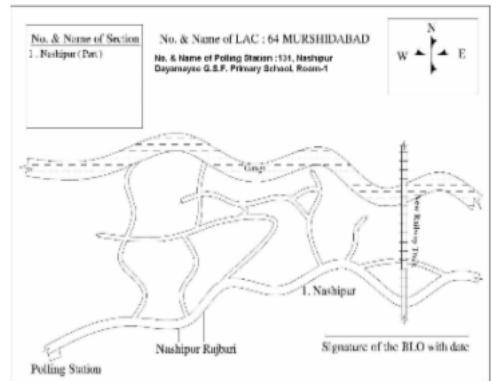 No. & Name of Section
1. Nashipur (Part)
No. & Name of LAC : 64 MURSHIDABAD
No. & Name of Polling Station :131, Nashipur
Dayamayee G.S.F. Primary School, Room-1
N
W
E
Ganga
New Railway Track
1. Nashipur
Nashipur Rajbari
Signature of the BLO with date
Polling Station